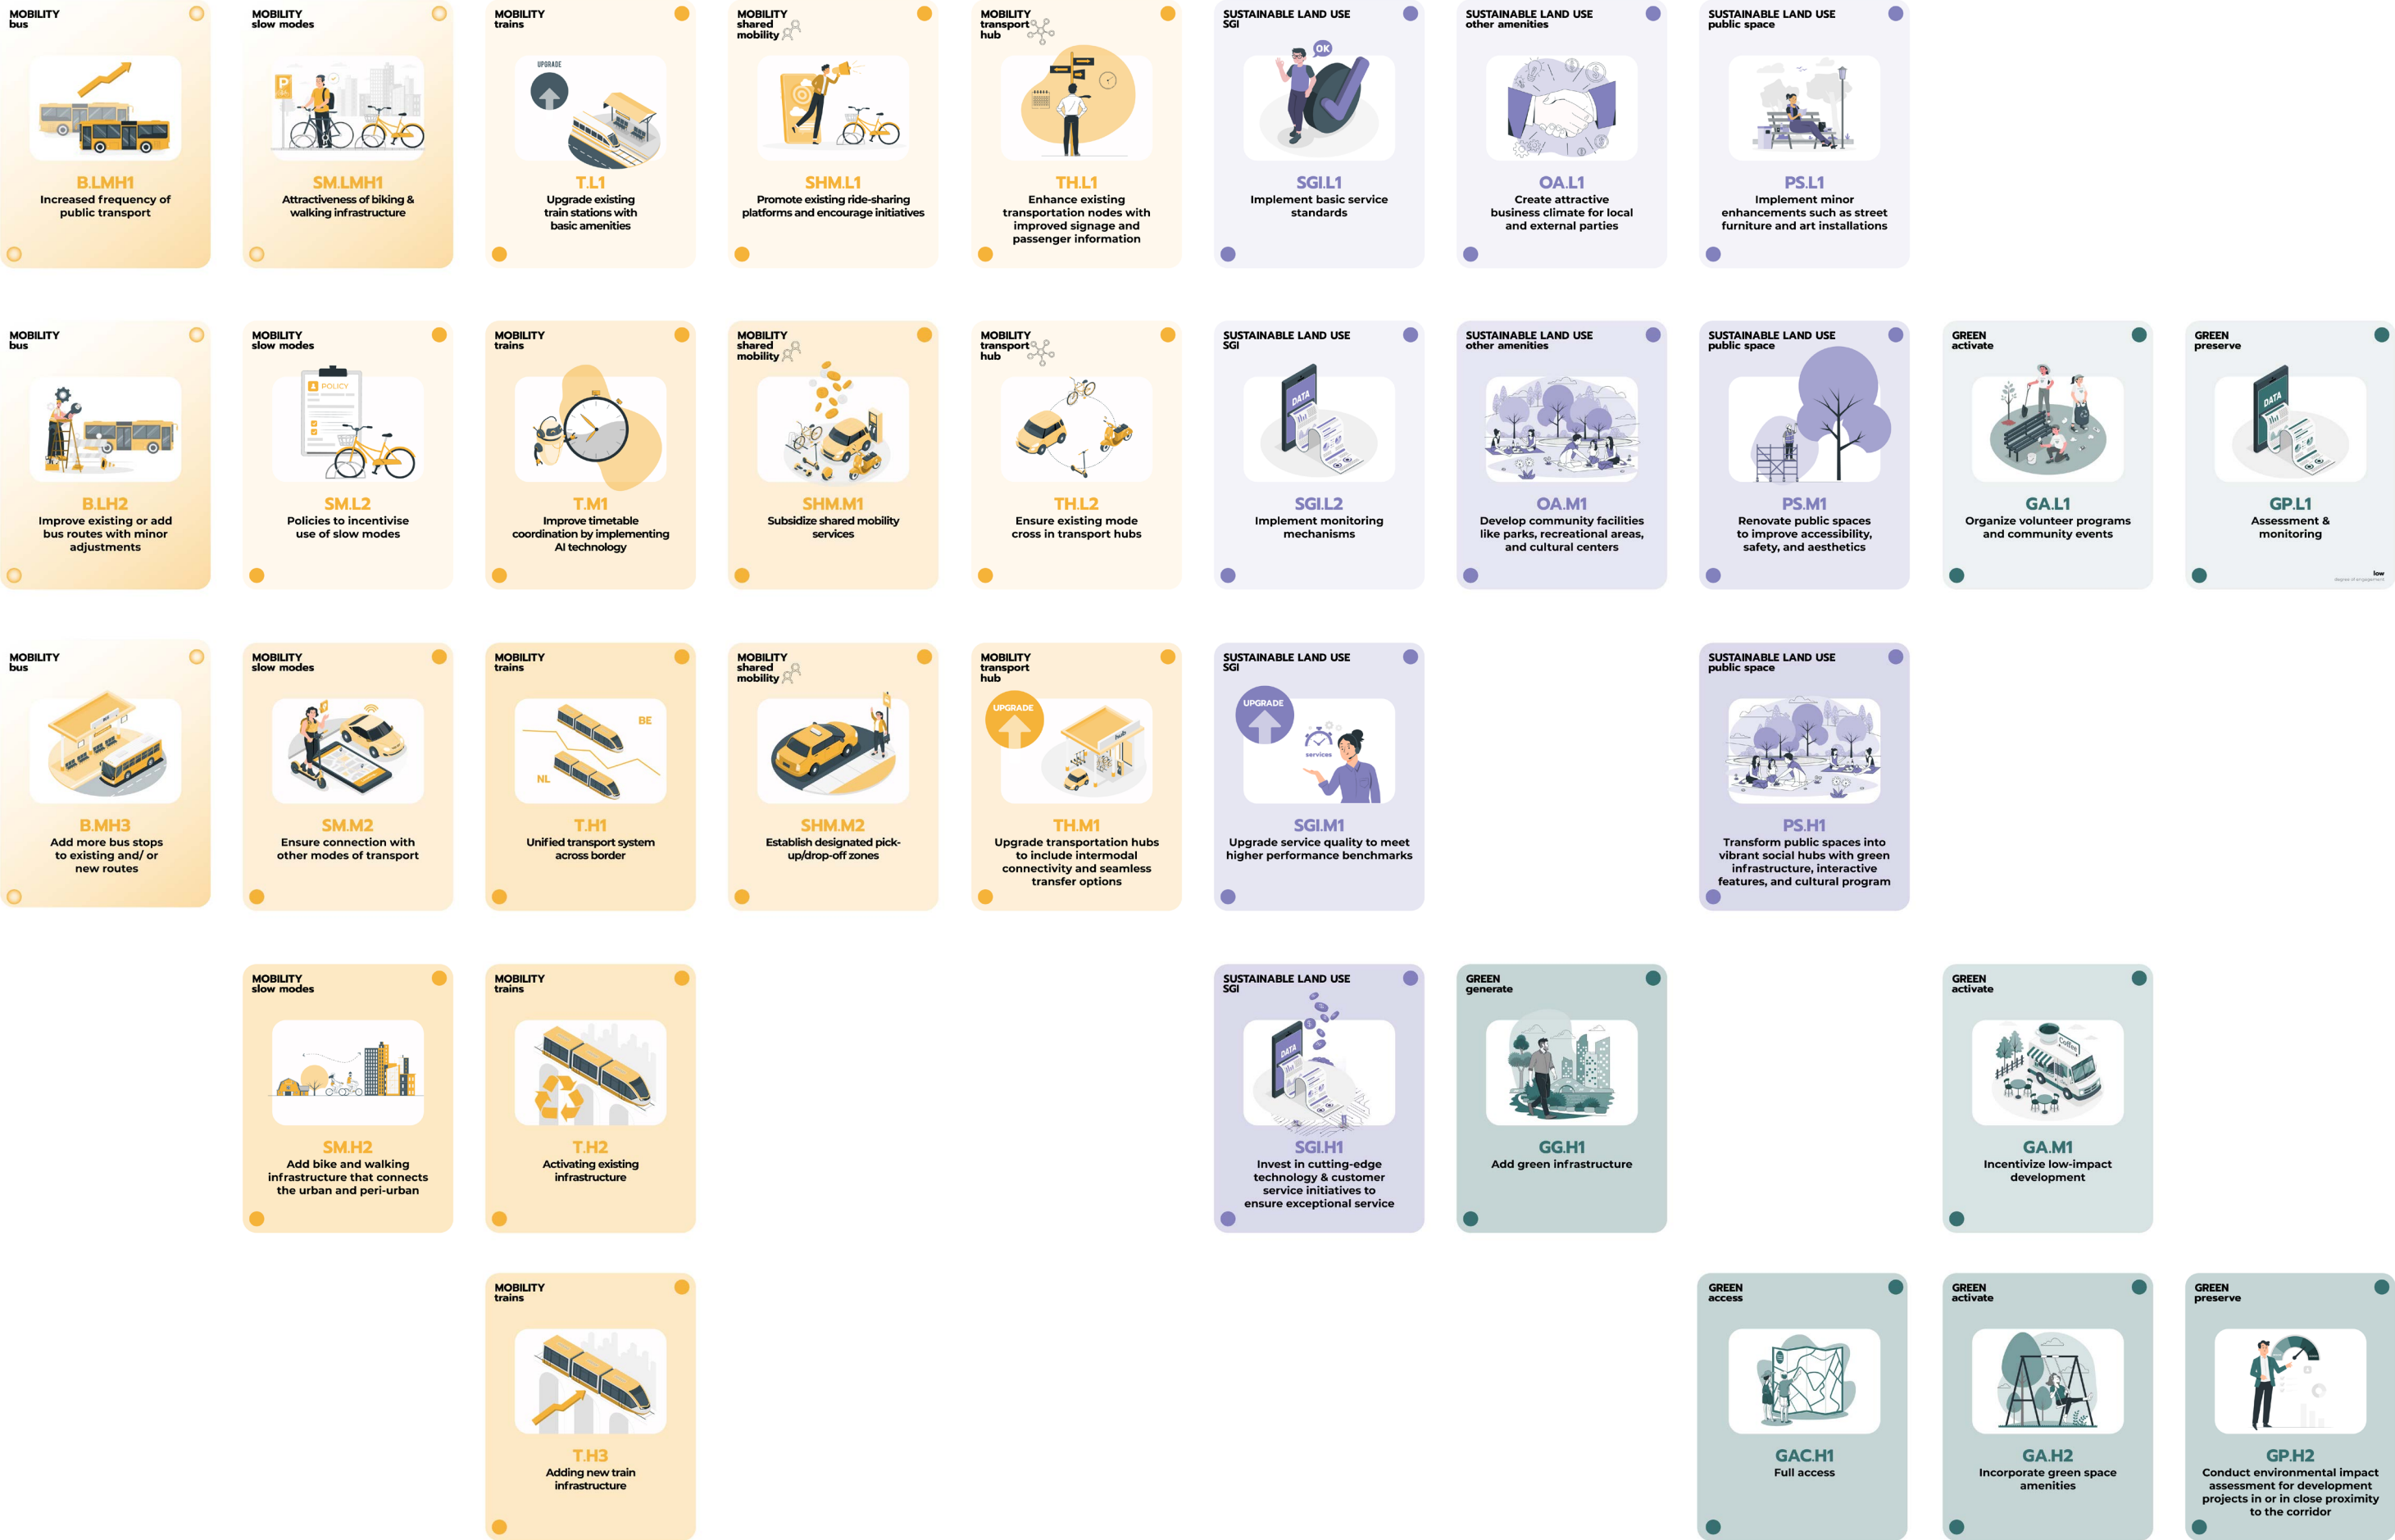 MOBILITY
bus
B.LMH1
Increased frequency of
public transport
MOBILITY
slow modes
P
SM.LMH1
Attractiveness of biking &
walking infrastructure
MOBILITY
trains
UPGRADE
T.L1
Upgrade existing
train stations with
basic amenities
MOBILITY
shared
mobility
SHM.L1
Promote existing ride-sharing
platforms and encourage initiatives
MOBILITY
transport
hub
TH.L1
Enhance existing
transportation nodes with
improved signage and
passenger information
SUSTAINABLE LAND USE
SGI
OK
SGI.L1
Implement basic service
standards
SUSTAINABLE LAND USE
other amenities
OA.L1
Create attractive
business climate for local
and external parties
SUSTAINABLE LAND USE
public space
PS.L1
Implement minor
enhancements such as street
furniture and art installations
MOBILITY
bus
B.LH2
Improve existing or add
bus routes with minor
adjustments
MOBILITY
slow modes
POLICY
SM.L2
Policies to incentivise
use of slow modes
MOBILITY
trains
T.M1
Improve timetable
coordination by implementing
AI technology
MOBILITY
shared
mobility
SHM.M1
Subsidize shared mobility
services
MOBILITY
transport
hub
TH.L2
Ensure existing mode
cross in transport hubs
SUSTAINABLE LAND USE
SGI
DATA
SGI.L2
Implement monitoring
mechanisms
SUSTAINABLE LAND USE
other amenities
OA.M1
Develop community facilities
like parks, recreational areas,
and cultural centers
SUSTAINABLE LAND USE
public space
PS.M1
Renovate public spaces
to improve accessibility,
safety, and aesthetics
GREEN
activate
GA.L1
Organize volunteer programs
and community events
GREEN
preserve
DATA
GP.L1
Assessment &
monitoring
low
degree of engagement
MOBILITY
bus
B.MH3
Add more bus stops
to existing and/ or
new routes
MOBILITY
slow modes
SM.M2
Ensure connection with
other modes of transport
MOBILITY
trains
BE
NL
T.H1
Unified transport system
across border
MOBILITY
shared
mobility
SHM.M2
Establish designated pick-
up/drop-off zones
MOBILITY
transport
hub
UPGRADE
hub
TH.M1
Upgrade transportation hubs
to include intermodal
connectivity and seamless
transfer options
SUSTAINABLE LAND USE
SGI
UPGRADE
services
SGI.M1
Upgrade service quality to meet
higher performance benchmarks
SUSTAINABLE LAND USE
public space
PS.H1
Transform public spaces into
vibrant social hubs with green
infrastructure, interactive
features, and cultural program
MOBILITY
slow modes
SM.H2
Add bike and walking
infrastructure that connects
the urban and peri-urban
MOBILITY
trains
T.H2
Activating existing
infrastructure
SUSTAINABLE LAND USE
SGI
DATA
SGI.H1
Invest in cutting-edge
technology & customer
service initiatives to
ensure exceptional service
GREEN
generate
GG.H1
Add green infrastructure
GREEN
activate
Coffee
GA.M1
Incentivize low-impact
development
MOBILITY
trains
T.H3
Adding new train
infrastructure
GREEN
access
GAC.H1
Full access
GREEN
activate
GA.H2
Incorporate green space
amenities
GREEN
preserve
GP.H2
Conduct environmental impact
assessment for development
projects in or in close proximity
to the corridor